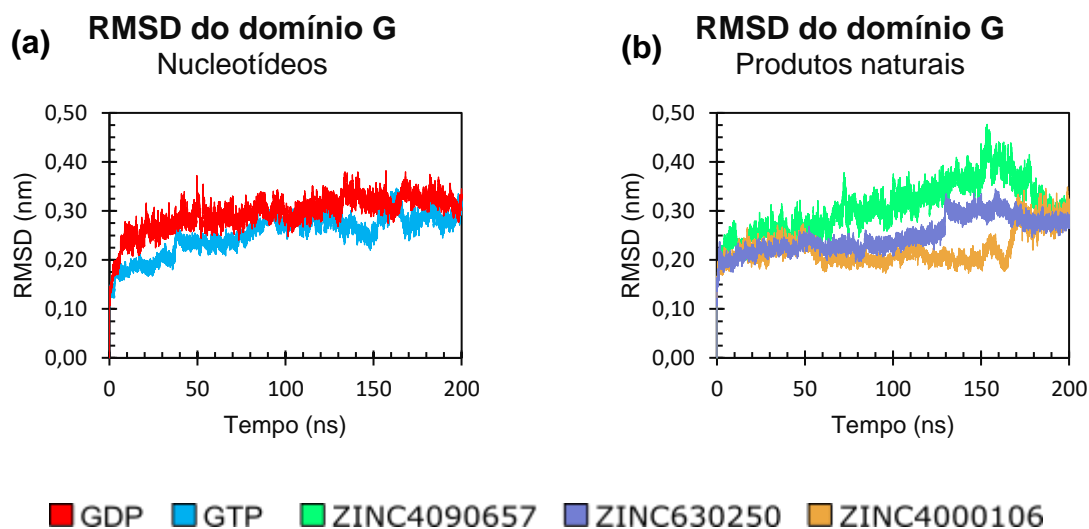 (a)
RMSD do domínio G
Nucleotídeos
RMSD (nm)
0,50
0,40
0,30
0,20
0,10
0,00
0 50 100 150 200
Tempo (ns)
(b)
RMSD do domínio G
Produtos naturais
RMSD (nm)
0,50
0,40
0,30
0,20
0,10
0,00
0 50 100 150 200
Tempo (ns)
GDP GTP ZINC4090657 ZINC630250 ZINC4000106